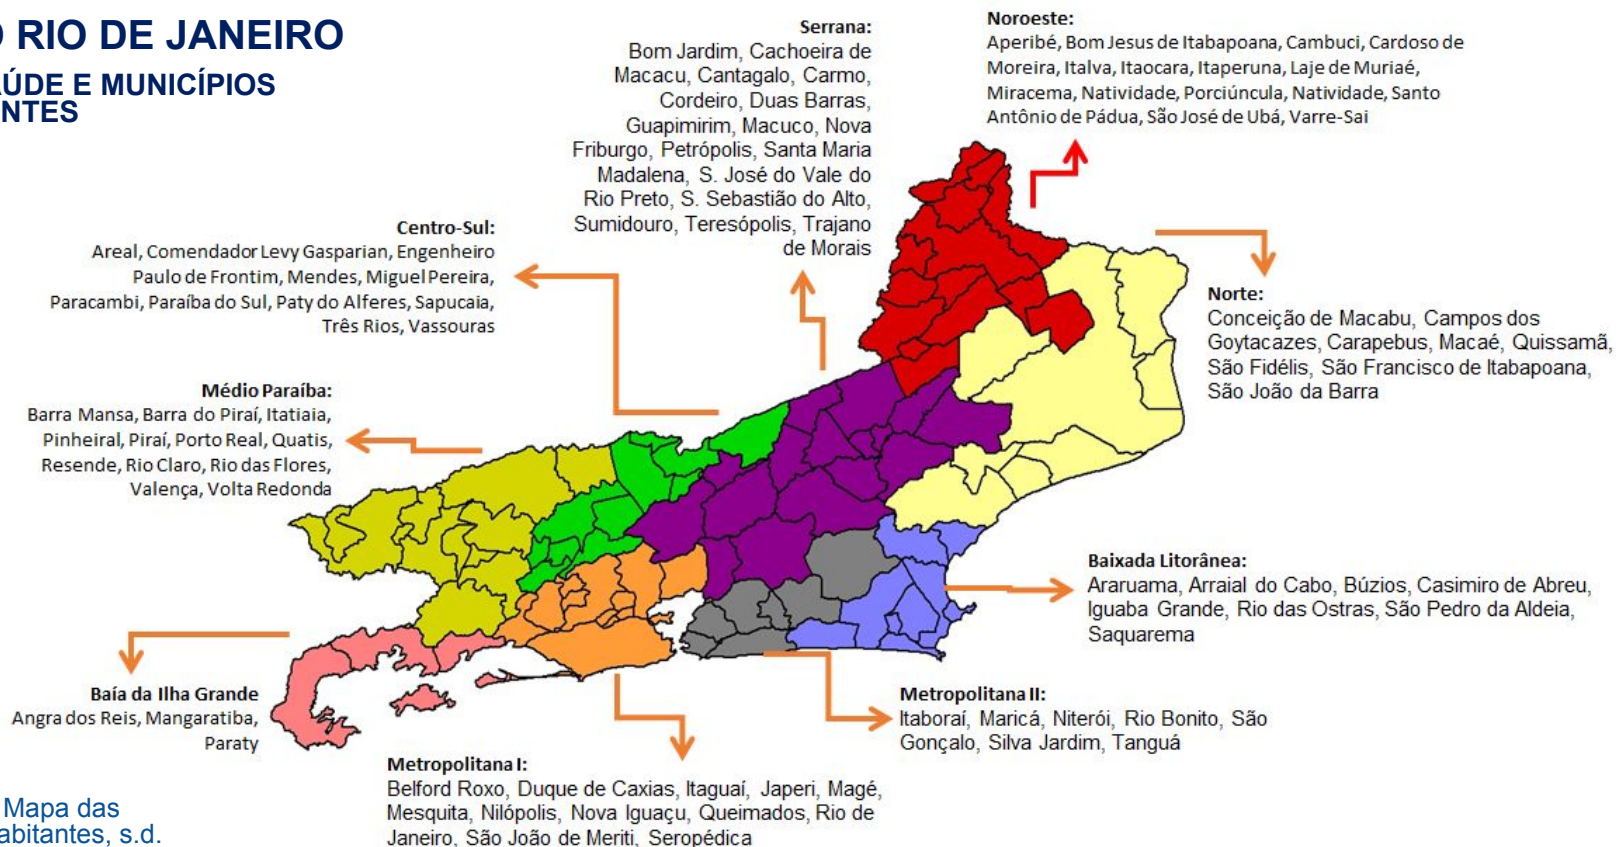 O RIO DE JANEIRO
AÚDE E MUNICÍPIOS
NTES
Serrana:
Bom Jardim, Cachoeira de
Macacu, Cantagalo, Carmo,
Cordeiro, Duas Barras,
Guapimirim, Macuco, Nova
Friburgo, Petrópolis, Santa Maria
Madalena, S. José do Vale do
Rio Preto, S. Sebastião do Alto,
Sumidouro, Teresópolis, Trajano
de Morais
Noroeste:
Aperibé, Bom Jesus de Itabapoana, Cambuci, Cardoso de
Moreira, Italva, Itaocara, Itaperuna, Laje de Muriaé,
Miracema, Natividade, Porciúncula, Natividade, Santo
Antônio de Pádua, São José de Ubá, Varre-Sai
Centro-Sul:
Areal, Comendador Levy Gasparian, Engenheiro
Paulo de Frontim, Mendes, Miguel Pereira,
Paracambi, Paraíba do Sul, Paty do Alferes, Sapucaia,
Três Rios, Vassouras
Norte:
Conceição de Macabu, Campos dos
Goytacazes, Carapebus, Macaé, Quissamã,
São Fidélis, São Francisco de Itabapoana,
São João da Barra
Médio Paraíba:
Barra Mansa, Barra do Piraí, Itatiaia,
Pinheiral, Piraí, Porto Real, Quatis,
Resende, Rio Claro, Rio das Flores,
Valença, Volta Redonda
Baixada Litorânea:
Araruama, Arraial do Cabo, Búzios, Casimiro de Abreu,
Iguaba Grande, Rio das Ostras, São Pedro da Aldeia,
Saquarema
Baía da Ilha Grande
Angra dos Reis, Mangaratiba,
Paraty
Metropolitana II:
Itaboraí, Maricá, Niterói, Rio Bonito, São
Gonçalo, Silva Jardim, Tanguá
Metropolitana I:
Belford Roxo, Duque de Caxias, Itaguaí, Japeri, Magé,
Mesquita, Nilópolis, Nova Iguaçu, Queimados, Rio de
Janeiro, São João de Meriti, Seropédica
Mapa das
abitantes, s.d.